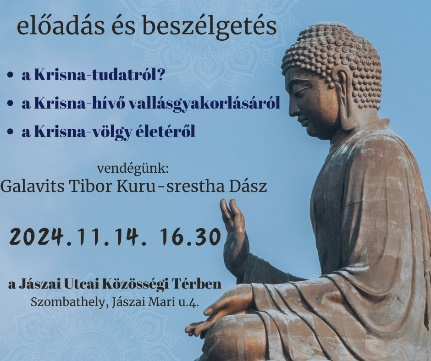 előadás és beszélgetés
• a Krisna-tudatról?
• a Krisna-hívő vallásgyakorlásáról
• a Krisna-völgy életéről
vendégünk:
Galavits Tibor Kuru-srestha Dász
2024.11.14. 16.30
a Jászai Utcai Közösségi Térben
Szombathely, Jászai Mari u.4.